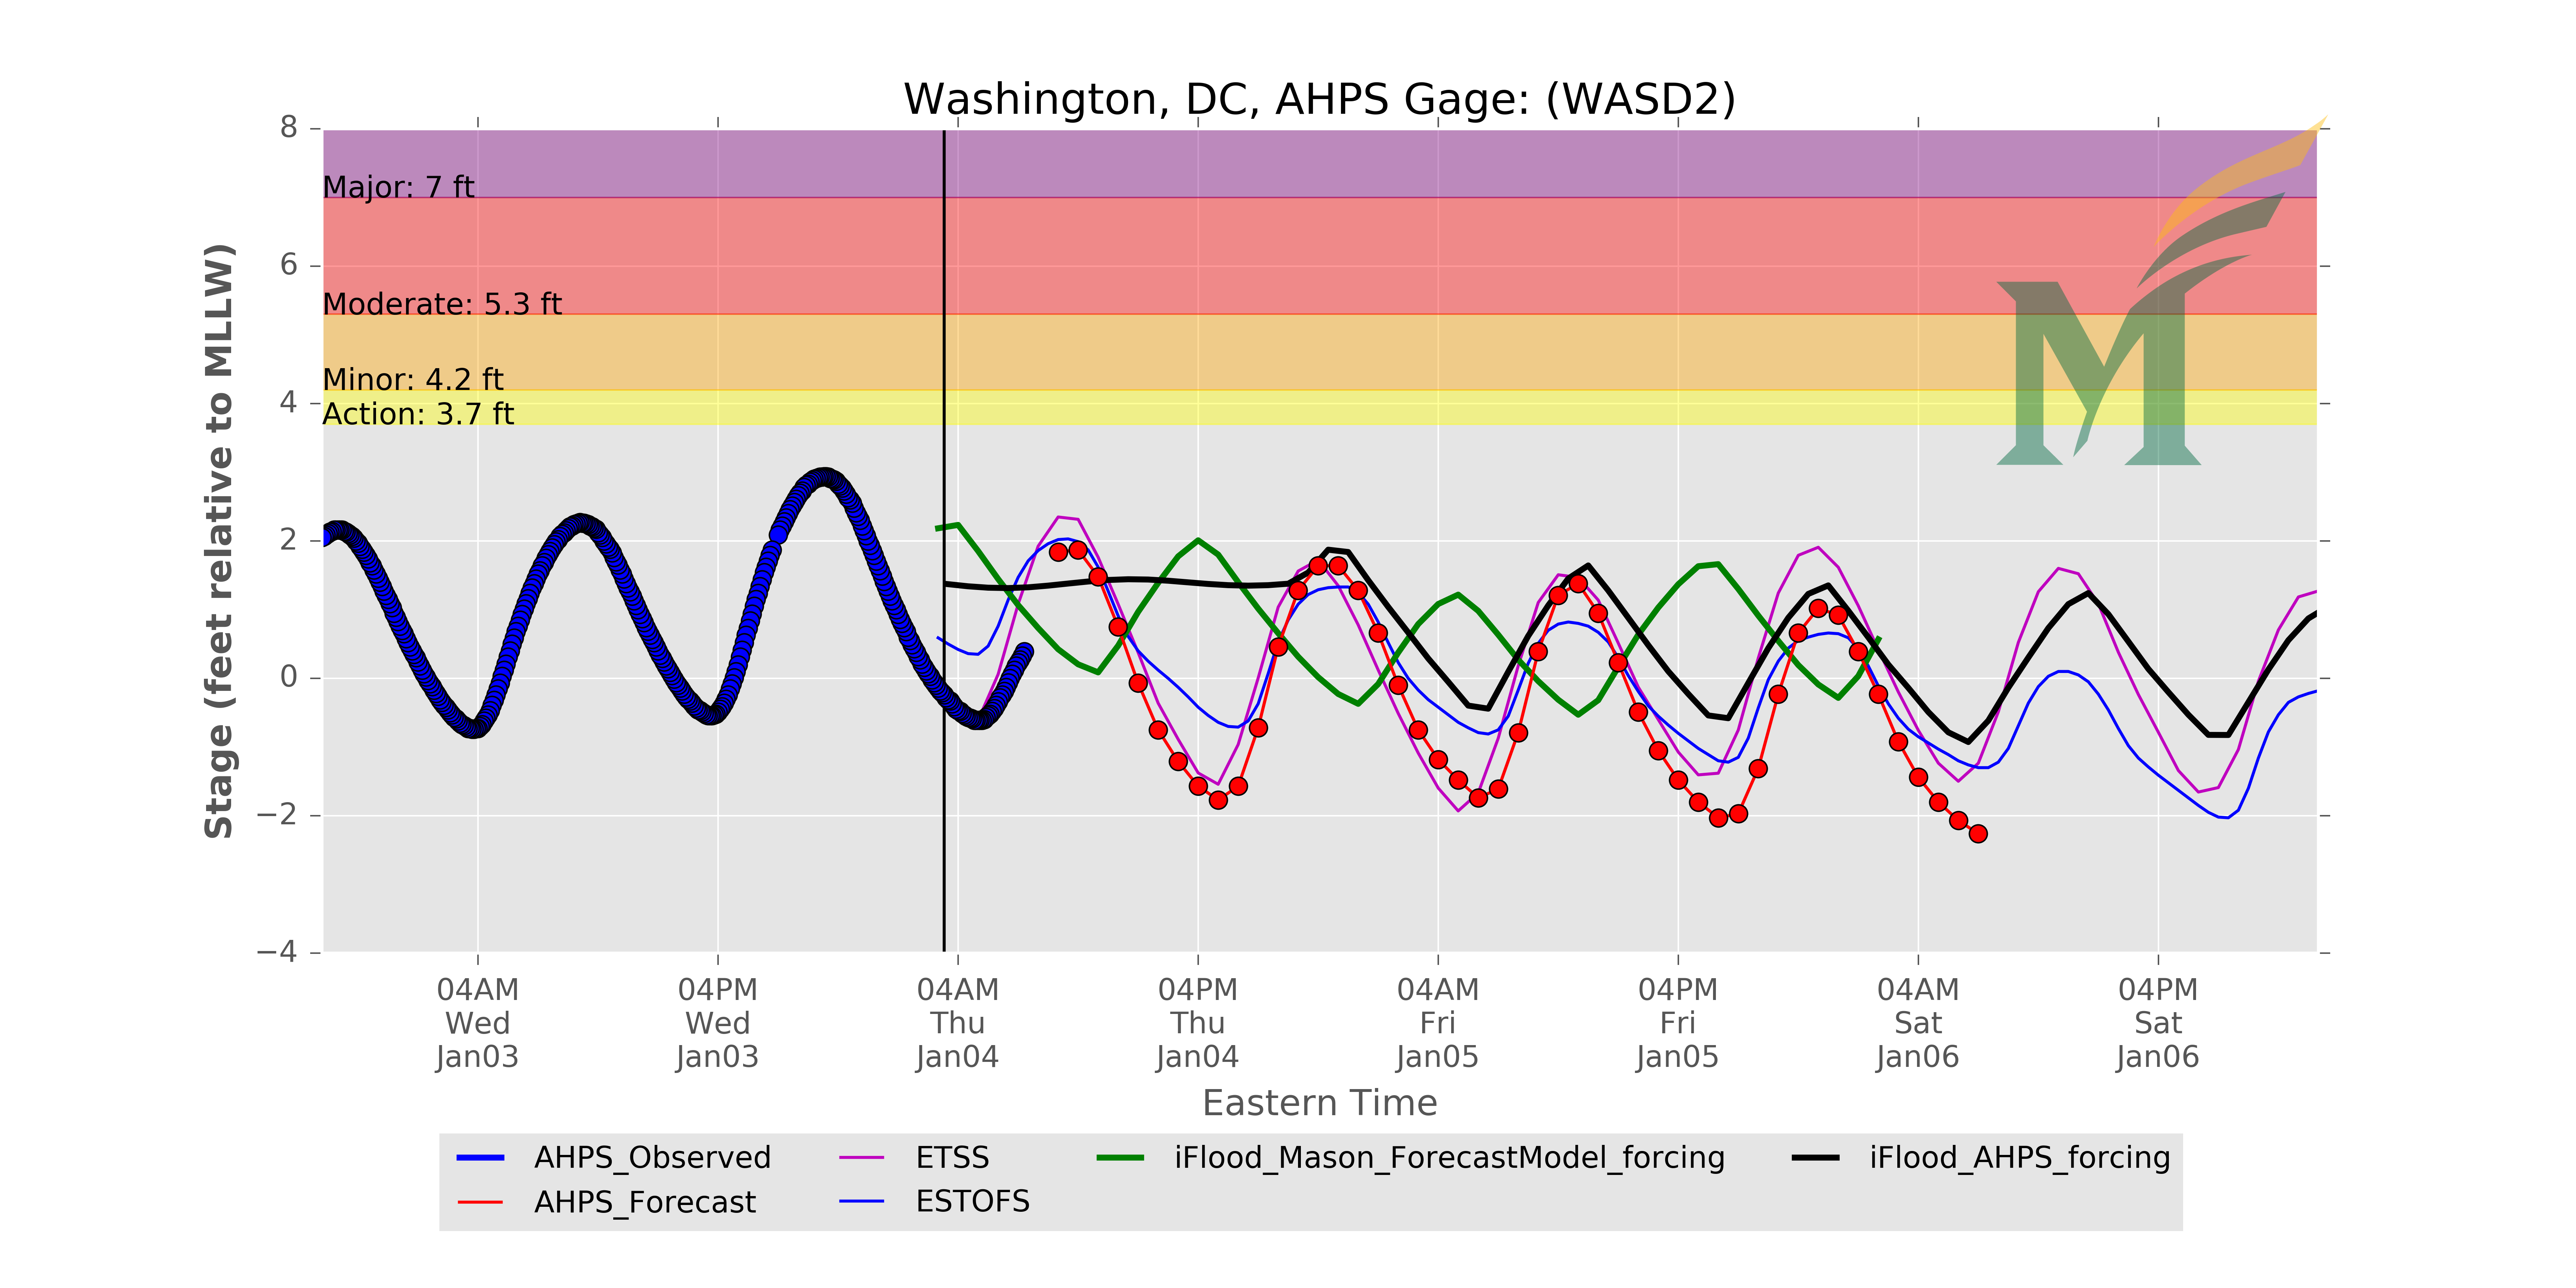 Washington, DC, AHPS Gage: (WASD2)
8
Major: 7 ft
6
Moderate: 5.3 ft
Minor: 4.2 ft
4
Action: 3.7 ft
2
0
−2
−4
Stage (feet relative to MLLW)
04AM 04PM 04AM 04PM 04AM 04PM 04AM 04PM
Wed Wed Thu Thu Fri Fri Sat Sat
Jan03 Jan03 Jan04 Jan04 Jan05 Jan05 Jan06 Jan06
Eastern Time
AHPS_Observed ETSS iFlood_Mason_ForecastModel_forcing iFlood_AHPS_forcing
AHPS_Forecast ESTOFS
M